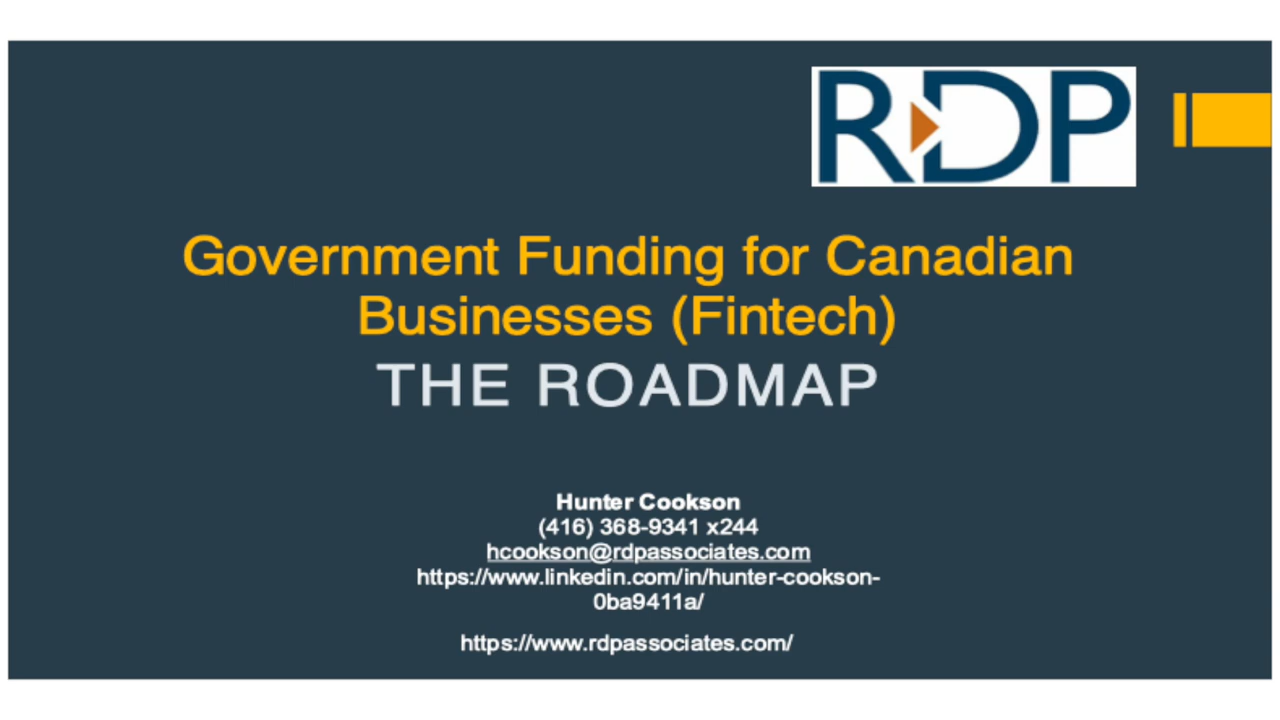 RDP
Government Funding for Canadian
Businesses (Fintech)
THE ROADMAP
Hunter Cookson
(416) 368-9341 x244
hcookson@rdpassociates.com
https://www.linkedin.com/in/hunter-cookson-
0ba9411a/
https://www.rdpassociates.com/